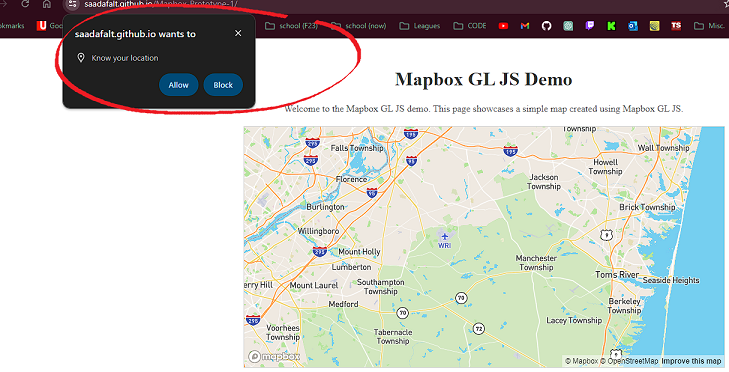 saadafalt.github.io/Mapbox-Prototype-1/
school (F23)
school (now)
Leagues
CODE
Misc.
saadafalt.github.io wants to
Know your location
Allow
Block
Mapbox GL JS Demo
Welcome to the Mapbox GL JS demo. This page showcases a simple map created using Mapbox GL JS.
Township
295
95
Wall Township
Falls Township
295
95
195
Howell
Township
Florence
Jackson
Township
95
Burlington
Brick Township
Willingboro
WRI
9
295
Mount Holly
Manchester
Township
Lumberton
Toms River
Seaside Heights
erry Hill
Mount Laurel
Southampton
Township
Medford
70
Berkeley
Township
70
295
Lacey Township
Voorhees
Township
Tabernacle
Township
72
9
mapbox
© Mapbox © OpenStreetMap Improve this map